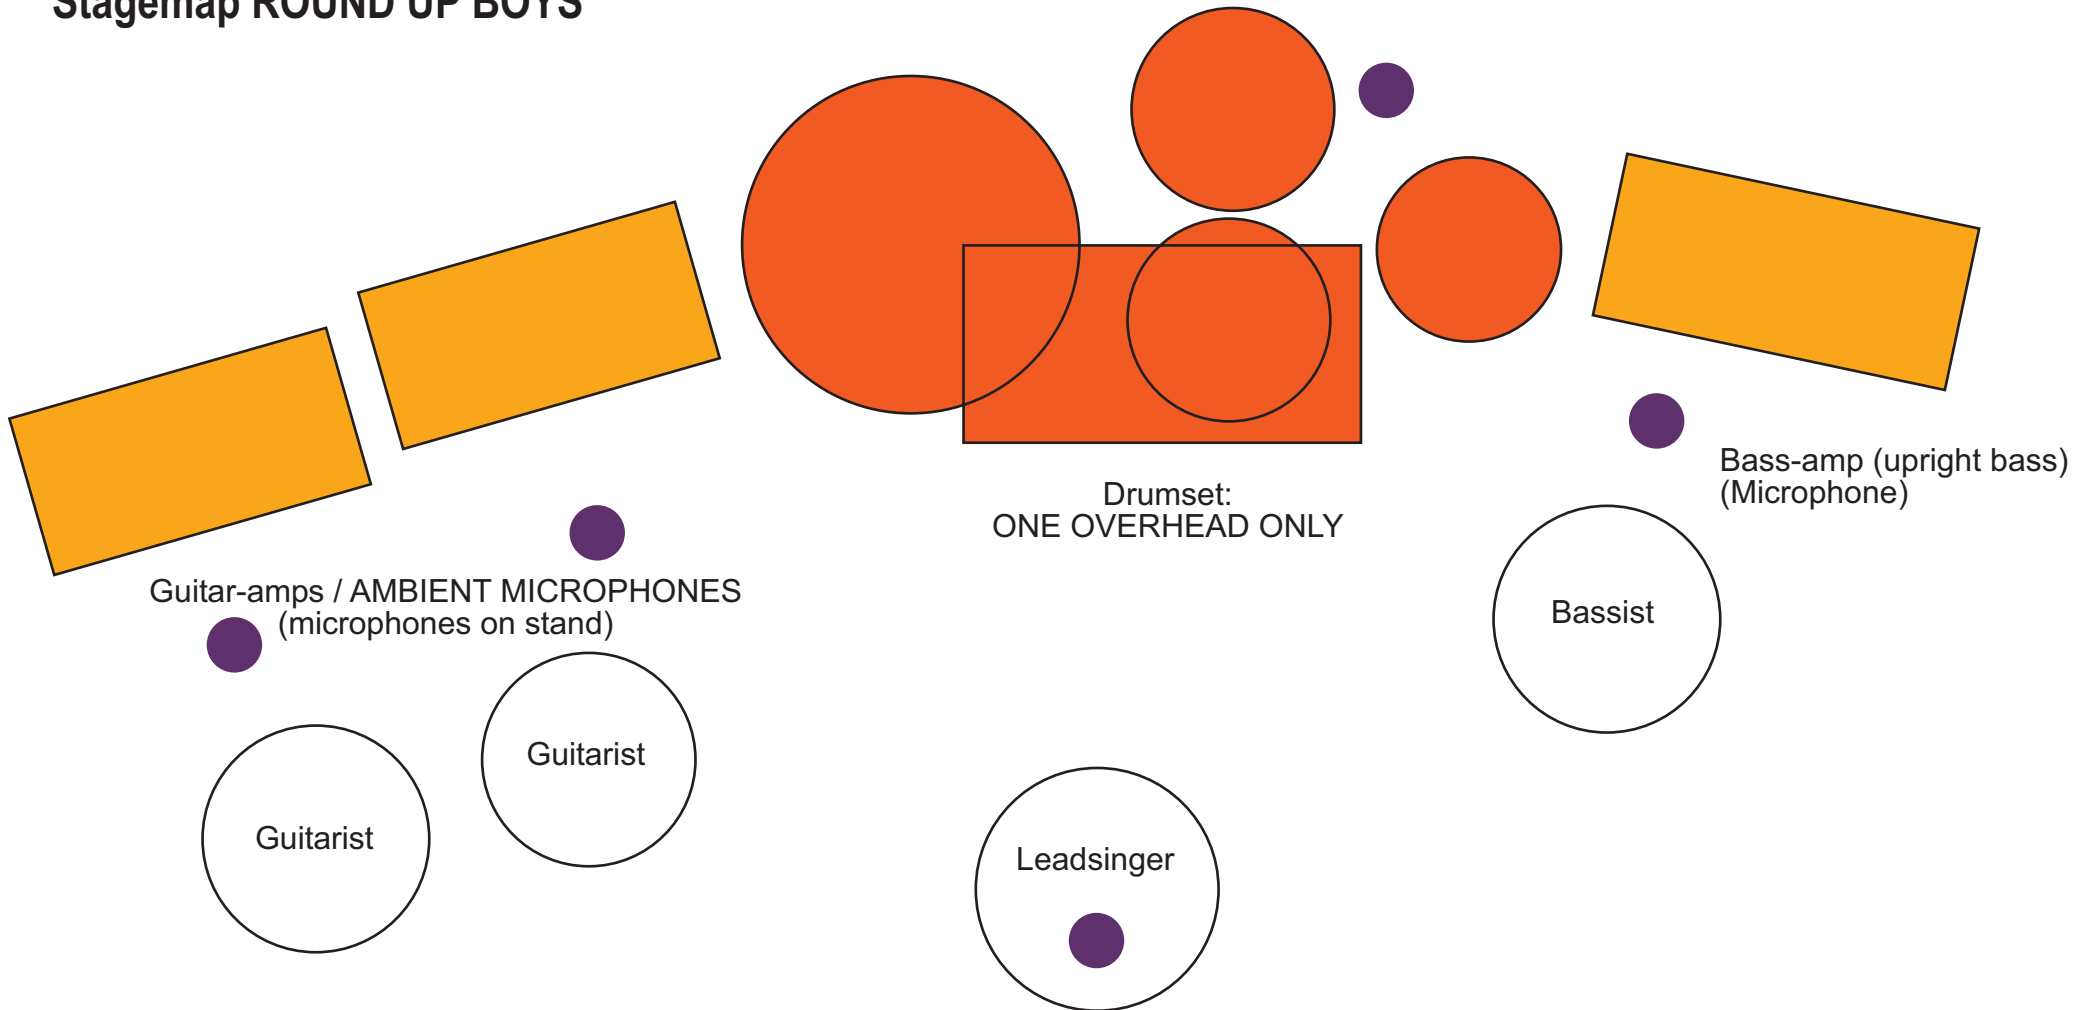 Stagemap ROUND UP BOYS
Drumset:
ONE OVERHEAD ONLY
Bass-amp (upright bass)
(Microphone)
Guitar-amps / AMBIENT MICROPHONES
(microphones on stand)
Bassist
Guitarist
Guitarist
Leadsinger